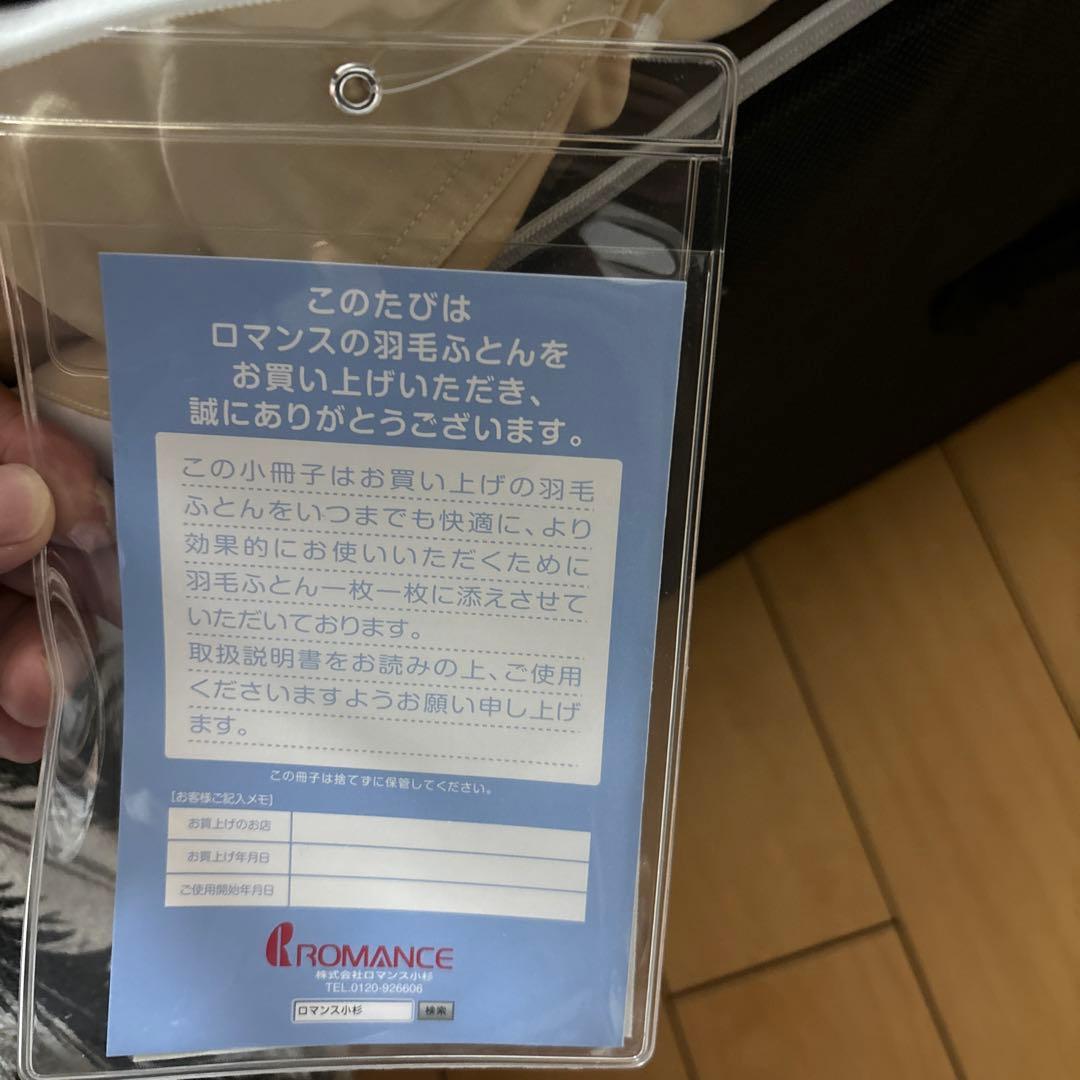 このたびは
ロマンスの羽毛ふとんを
お買い上げいただき、
誠にありがとうございます。
この小冊子はお買い上げの羽毛
ふとんをいつまでも快適に、より
効果的にお使いいただくために
羽毛ふとん一枚一枚に添えさせて
いただいております。
取扱説明書をお読みの上、ご使用
くださいますようお願い申し上げ
ます。
この冊子は捨てずに保管してください。
[お客様ご記入メモ]
お買上げのお店
お買上げ年月日
ご使用開始年月日
ROMANCE
株式会社ロマンス小杉
TEL.0120-926606
ロマンス小杉 検索